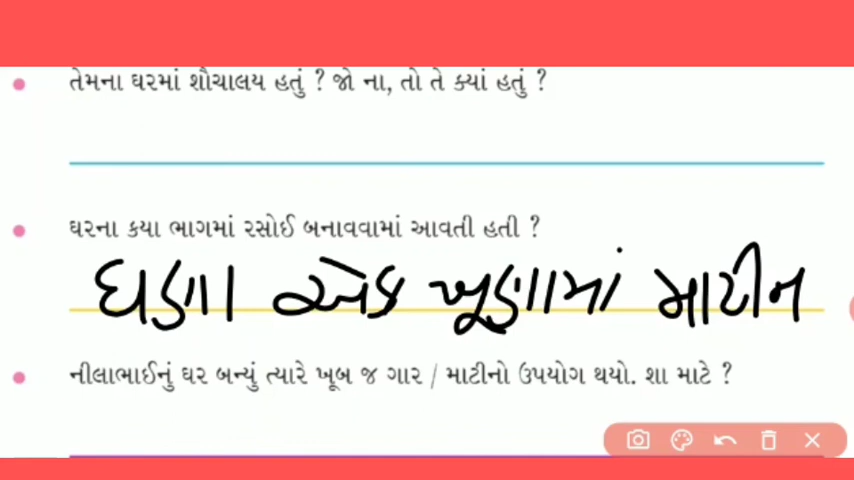 તેમના ઘરમાં શૌચાલય હતું ? જો ના, તો તે ક્યાં હતું ?
ઘરના કયા ભાગમાં રસોઈ બનાવવામાં આવતી હતી ?
ઘણા એક ખૂણામાં માટીન
નીલાભાઈનું ઘર બન્યું ત્યારે ખૂબ જ ગાર / માટીનો ઉપયોગ થયો. શા માટે ?